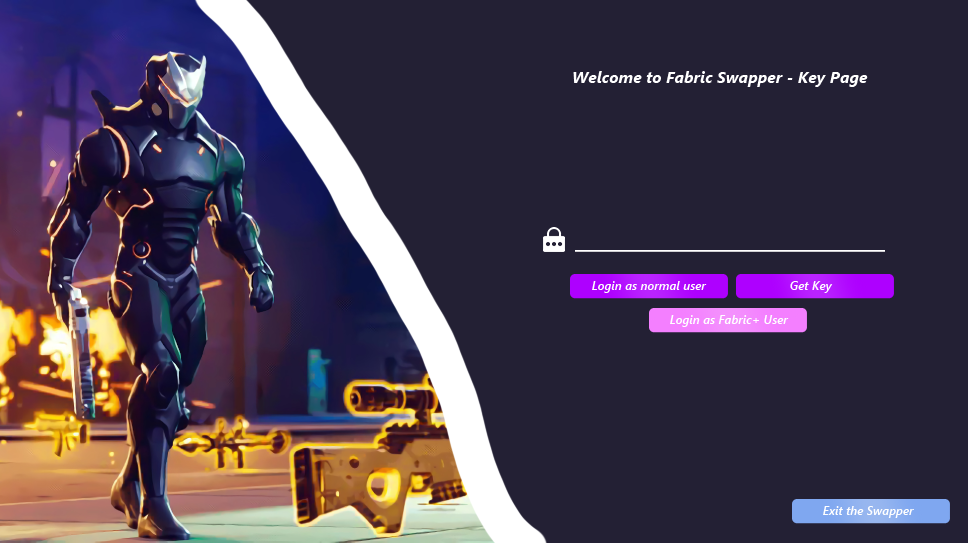 Welcome to Fabric Swapper - Key Page
Login as normal user
Get Key
Login as Fabric+ User
Exit the Swapper